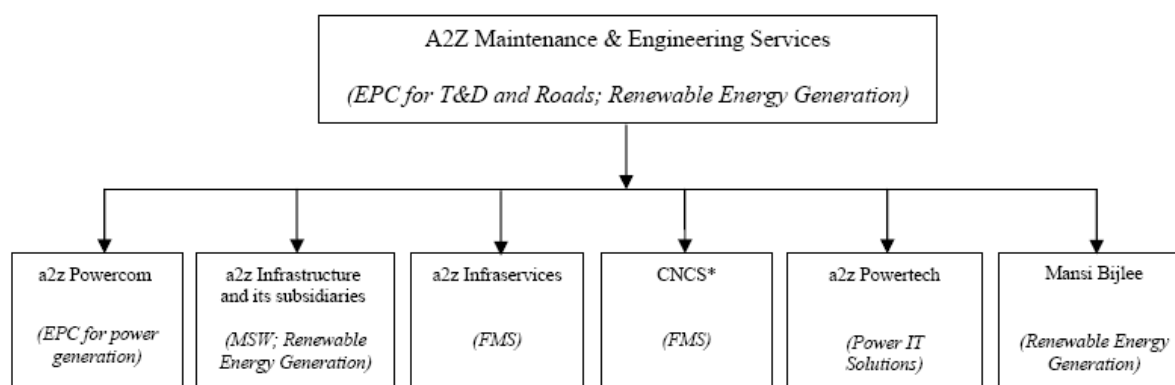 A2Z Maintenance & Engineering Services
(EPC for T&D and Roads; Renewable Energy Generation)
a2z Powercom
(EPC for power
generation)
a2z Infrastructure
and its subsidiaries
(MSW; Renewable
Energy Generation)
a2z Infraservices
(FMS)
CNCS*
(FMS)
a2z Powertech
(Power IT
Solutions)
Mansi Bijlee
(Renewable Energy
Generation)